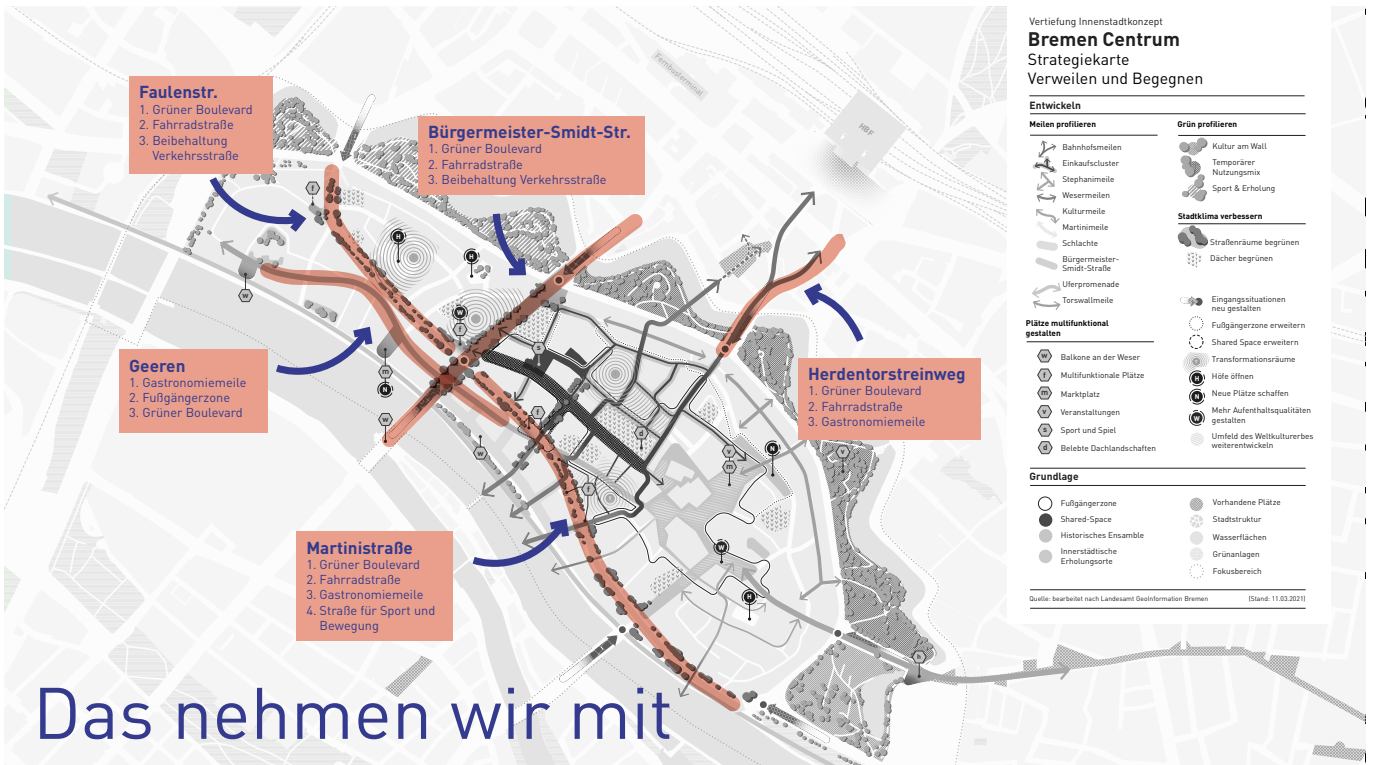 Faulenstr.
1. Grüner Boulevard
2. Fahrradstraße
3. Beibehaltung
Verkehrsstraße
Bürgermeister-Smidt-Str.
1. Grüner Boulevard
2. Fahrradstraße
3. Beibehaltung Verkehrsstraße
Geeren
1. Gastronomiemeile
2. Fußgängerzone
3. Grüner Boulevard
Herdentorstreinweg
1. Grüner Boulevard
2. Fahrradstraße
3. Gastronomiemeile
Martinistraße
1. Grüner Boulevard
2. Fahrradstraße
3. Gastronomiemeile
4. Straße für Sport und
Bewegung
Das nehmen wir mit
Fernbusterminal
HBF
Vertiefung Innenstadtkonzept
Bremen Centrum
Strategiekarte
Verweilen und Begegnen
Entwickeln
Meilen profilieren
Bahnhofsmeilen
Einkaufscluster
Stephanimeile
Wesermeilen
Kulturmeile
Martinimeile
Schlachte
Bürgermeister-
Smidt-Straße
Uferpromenade
Torswallmeile
Plätze multifunktional
gestalten
w Balkone an der Weser
f Multifunktionale Plätze
m Marktplatz
v Veranstaltungen
s Sport und Spiel
d Belebte Dachlandschaften
Grün profilieren
Kultur am Wall
Temporärer
Nutzungsmix
Sport & Erholung
Stadtklima verbessern
Straßenräume begrünen
Dächer begrünen
Eingangssituationen
neu gestalten
Fußgängerzone erweitern
Shared Space erweitern
Transformationsräume
H Höfe öffnen
N Neue Plätze schaffen
W Mehr Aufenthaltsqualitäten
gestalten
Umfeld des Weltkulturerbes
weiterentwickeln
Grundlage
Fußgängerzone
Shared-Space
Historisches Ensamble
Innerstädtische
Erholungsorte
Vorhandene Plätze
Stadtstruktur
Wasserflächen
Grünanlagen
Fokusbereich
Quelle: bearbeitet nach Landesamt GeoInformation Bremen (Stand: 11.03.2021)